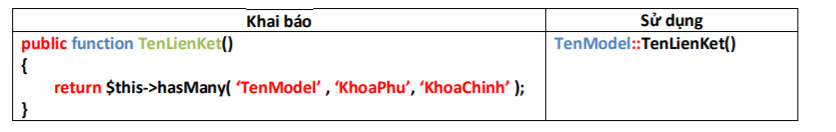 Khai báo
Sử dụng
public function TenLienKet()
{
return $this->hasMany( ‘TenModel’ , ‘KhoaPhu’, ‘KhoaChinh’ );
}
TenModel::TenLienKet()